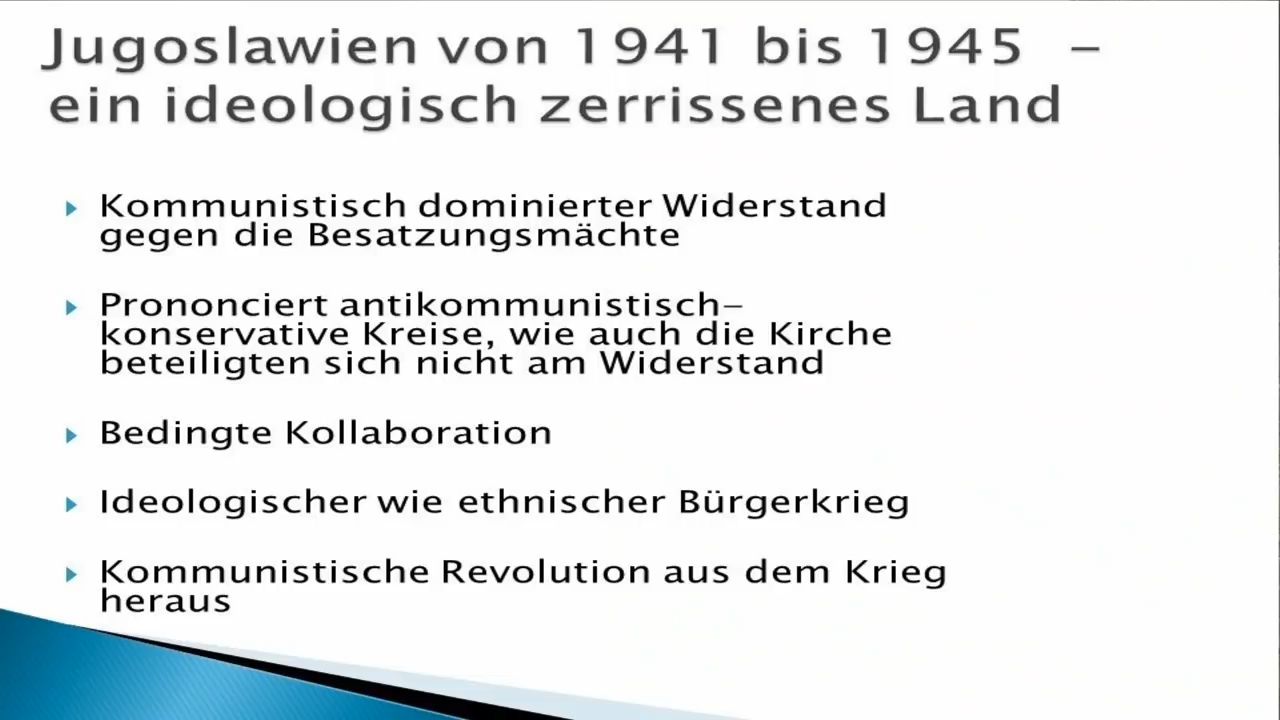 Jugoslawien von 1941 bis 1945 –
ein ideologisch zerrissenes Land
Kommunistisch dominierter Widerstand
gegen die Besatzungsmächte
Prononciert antikommunistisch–
konservative Kreise, wie auch die Kirche
beteiligten sich nicht am Widerstand
Bedingte Kollaboration
Ideologischer wie ethnischer Bürgerkrieg
Kommunistische Revolution aus dem Krieg
heraus